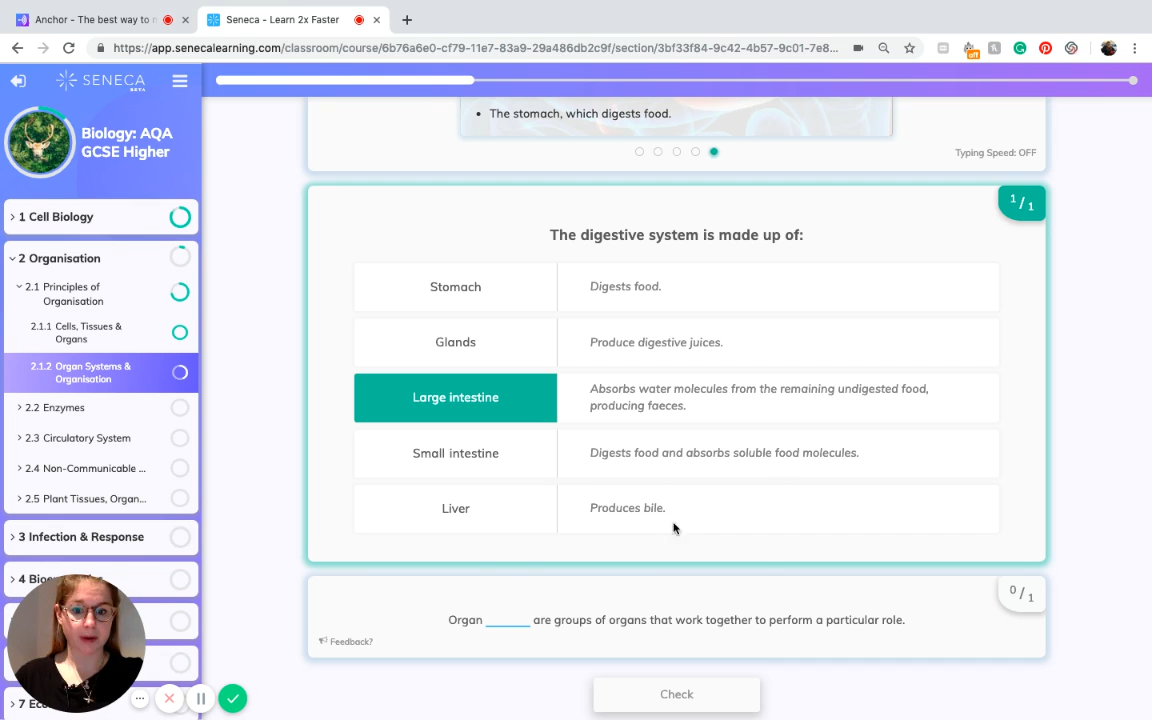 Anchor - The best way to
Seneca - Learn 2x Faster
https://app.senecalearning.com/classroom/course/6b76a6e0-cf79-11e7-83a9-29a486db2c9f/section/3bf33f84-9c42-4b57-9c01-7e8...
off
SENECA
BETA
Biology: AQA
GCSE Higher
1 Cell Biology
2 Organisation
2.1 Principles of
Organisation
2.1.1 Cells, Tissues &
Organs
2.1.2 Organ Systems &
Organisation
2.2 Enzymes
2.3 Circulatory System
2.4 Non-Communicable ...
2.5 Plant Tissues, Organ...
3 Infection & Response
4
• The stomach, which digests food.
Typing Speed: OFF
1/1
The digestive system is made up of:
Stomach Digests food.
Glands Produce digestive juices.
Large intestine Absorbs water molecules from the remaining undigested food,
producing faeces.
Small intestine Digests food and absorbs soluble food molecules.
Liver Produces bile.
0/1
Organ ______ are groups of organs that work together to perform a particular role.
Feedback?
Check